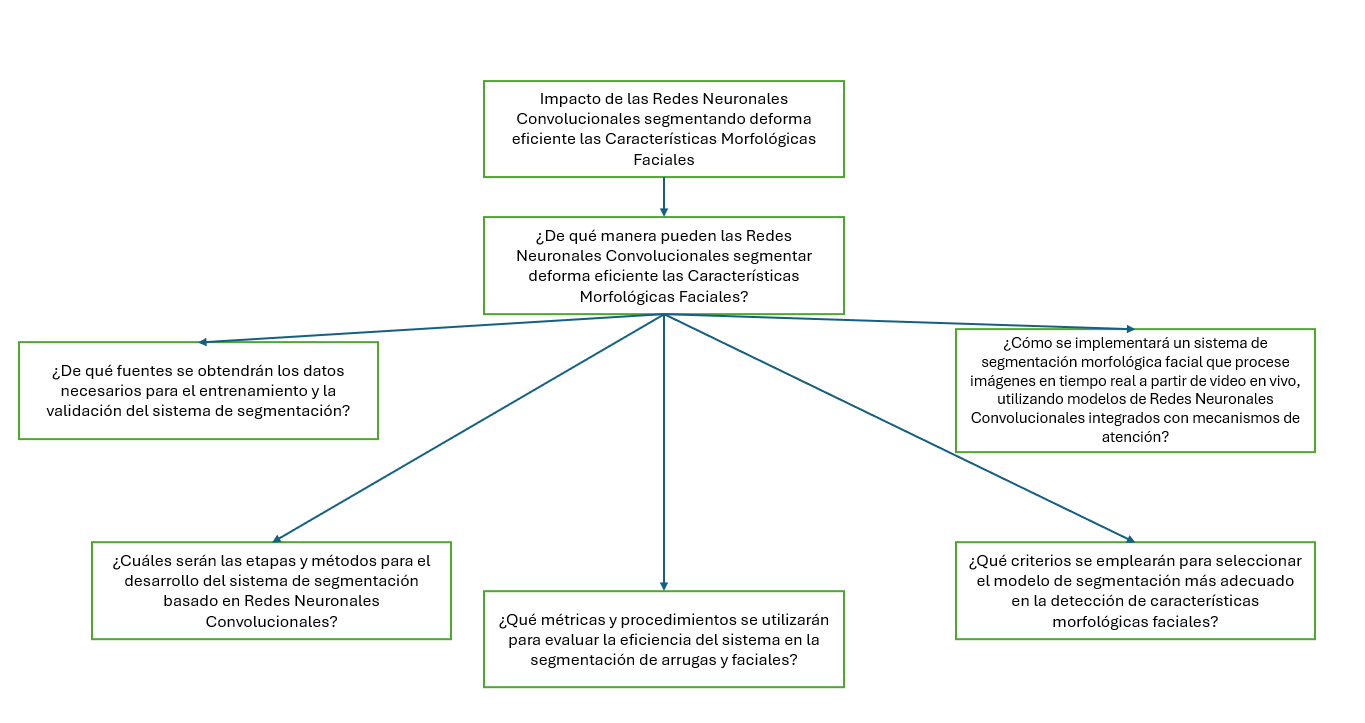 Impacto de las Redes Neuronales
Convolucionales segmentando deforma
eficiente las Características Morfológicas
Faciales
¿De qué manera pueden las Redes
Neuronales Convolucionales segmentar
deforma eficiente las Características
Morfológicas Faciales?
¿De qué fuentes se obtendrán los datos
necesarios para el entrenamiento y la
validación del sistema de segmentación?
¿Cómo se implementará un sistema de
segmentación morfológica facial que procese
imágenes en tiempo real a partir de video en vivo,
utilizando modelos de Redes Neuronales
Convolucionales integrados con mecanismos de
atención?
¿Cuáles serán las etapas y métodos para el
desarrollo del sistema de segmentación
basado en Redes Neuronales
Convolucionales?
¿Qué métricas y procedimientos se utilizarán
para evaluar la eficiencia del sistema en la
segmentación de arrugas y faciales?
¿Qué criterios se emplearán para seleccionar
el modelo de segmentación más adecuado
en la detección de características
morfológicas faciales?